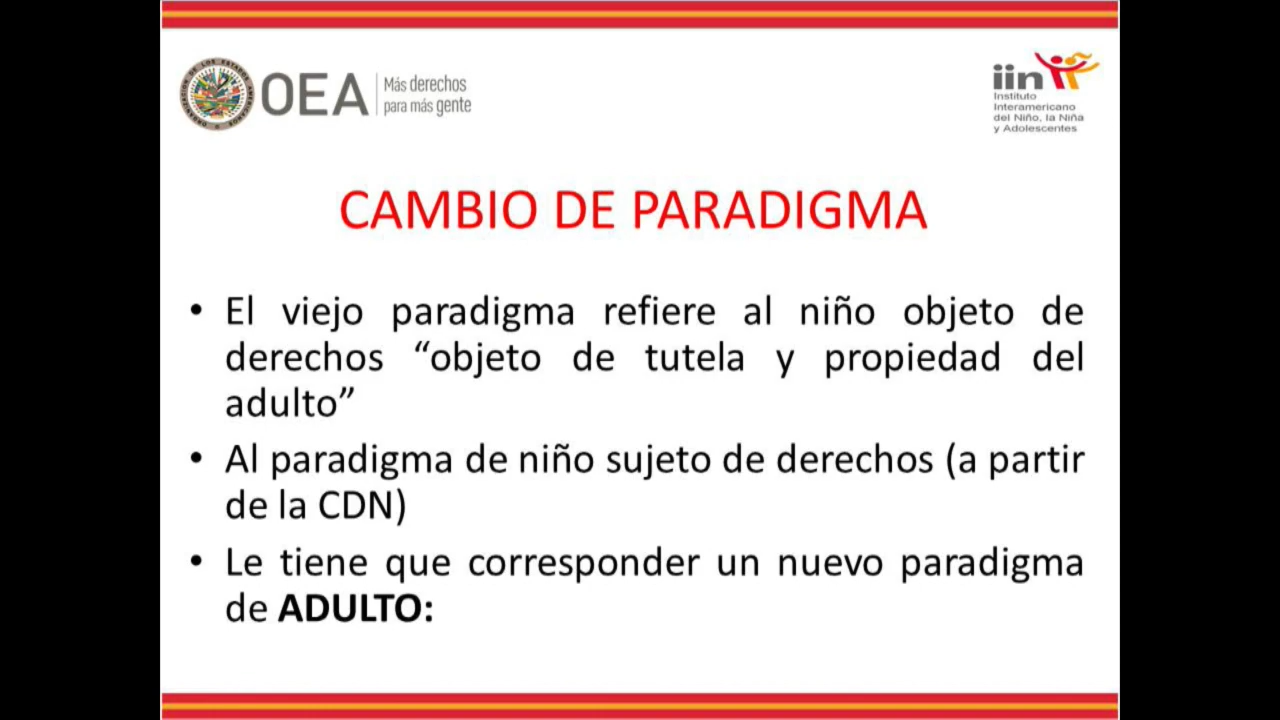 OEA
Más derechos
para más gente
iin
Instituto
Interamericano
del Niño, la Niña
y Adolescentes
CAMBIO DE PARADIGMA
• El viejo paradigma refiere al niño objeto de
derechos “objeto de tutela y propiedad del
adulto”
• Al paradigma de niño sujeto de derechos (a partir
de la CDN)
• Le tiene que corresponder un nuevo paradigma
de ADULTO: